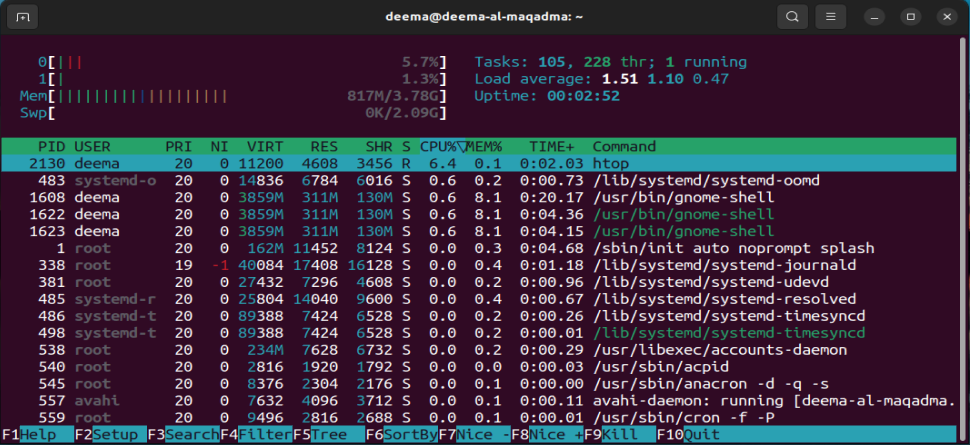 deema@deema-al-maqadma: ~
0[||| 5.7%] Tasks: 105, 228 thr; 1 running
1[| 1.3%] Load average: 1.51 1.10 0.47
Mem[||||||||||||||||||| 817M/3.78G] Uptime: 00:02:52
Swp[ 0K/2.09G]
PID USER PRI NI VIRT RES SHR S CPU%▽MEM% TIME+ Command
2130 deema 20 0 11200 4608 3456 R 6.4 0.1 0:02.03 htop
483 systemd-o 20 0 14836 6784 6016 S 0.6 0.2 0:00.73 /lib/systemd/systemd-oomd
1608 deema 20 0 3859M 311M 130M S 0.6 8.1 0:20.17 /usr/bin/gnome-shell
1622 deema 20 0 3859M 311M 130M S 0.6 8.1 0:04.36 /usr/bin/gnome-shell
1623 deema 20 0 3859M 311M 130M S 0.6 8.1 0:04.15 /usr/bin/gnome-shell
1 root 20 0 162M 11452 8124 S 0.0 0.3 0:04.68 /sbin/init auto noprompt splash
338 root 19 -1 40084 17408 16128 S 0.0 0.4 0:01.18 /lib/systemd/systemd-journald
381 root 20 0 27432 7296 4608 S 0.0 0.2 0:00.96 /lib/systemd/systemd-udevd
485 systemd-r 20 0 25804 14040 9600 S 0.0 0.4 0:00.67 /lib/systemd/systemd-resolved
486 systemd-t 20 0 89388 7424 6528 S 0.0 0.2 0:00.26 /lib/systemd/systemd-timesyncd
498 systemd-t 20 0 89388 7424 6528 S 0.0 0.2 0:00.01 /lib/systemd/systemd-timesyncd
538 root 20 0 234M 7628 6732 S 0.0 0.2 0:00.29 /usr/libexec/accounts-daemon
540 root 20 0 2816 1920 1792 S 0.0 0.0 0:00.03 /usr/sbin/acpid
545 root 20 0 8376 2304 2176 S 0.0 0.1 0:00.00 /usr/sbin/anacron -d -q -s
557 avahi 20 0 7632 4096 3712 S 0.0 0.1 0:00.11 avahi-daemon: running [deema-al-maqadma.
559 root 20 0 9496 2816 2688 S 0.0 0.1 0:00.01 /usr/sbin/cron -f -P
F1Help F2Setup F3SearchF4FilterF5Tree F6SortByF7Nice -F8Nice +F9Kill F10Quit